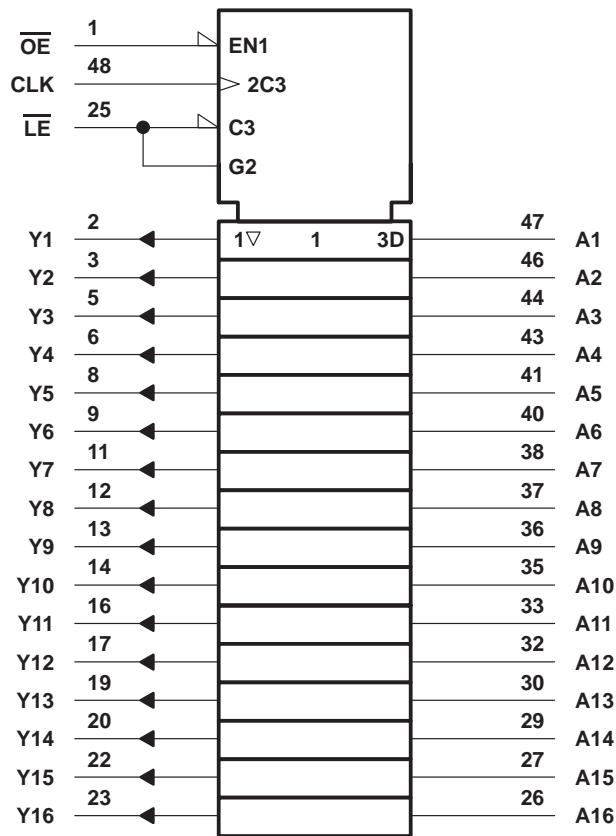 OE 1 EN1
CLK 48 2C3
LE 25 C3
G2
Y1 2 1▽ 1 3D 47 A1
Y2 3 46 A2
Y3 5 44 A3
Y4 6 43 A4
Y5 8 41 A5
Y6 9 40 A6
Y7 11 38 A7
Y8 12 37 A8
Y9 13 36 A9
Y10 14 35 A10
Y11 16 33 A11
Y12 17 32 A12
Y13 19 30 A13
Y14 20 29 A14
Y15 22 27 A15
Y16 23 26 A16